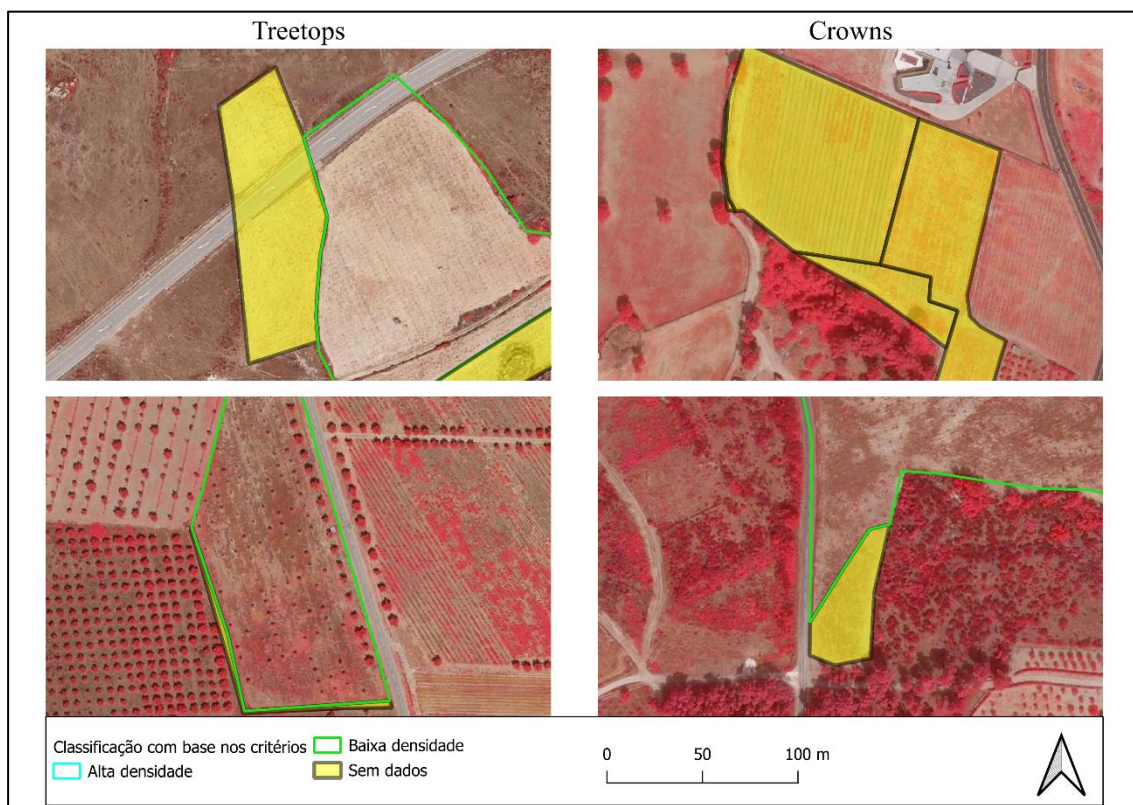 Treetops
Crowns
Classificação com base nos critérios
Alta densidade
Baixa densidade
Sem dados
0 50 100 m